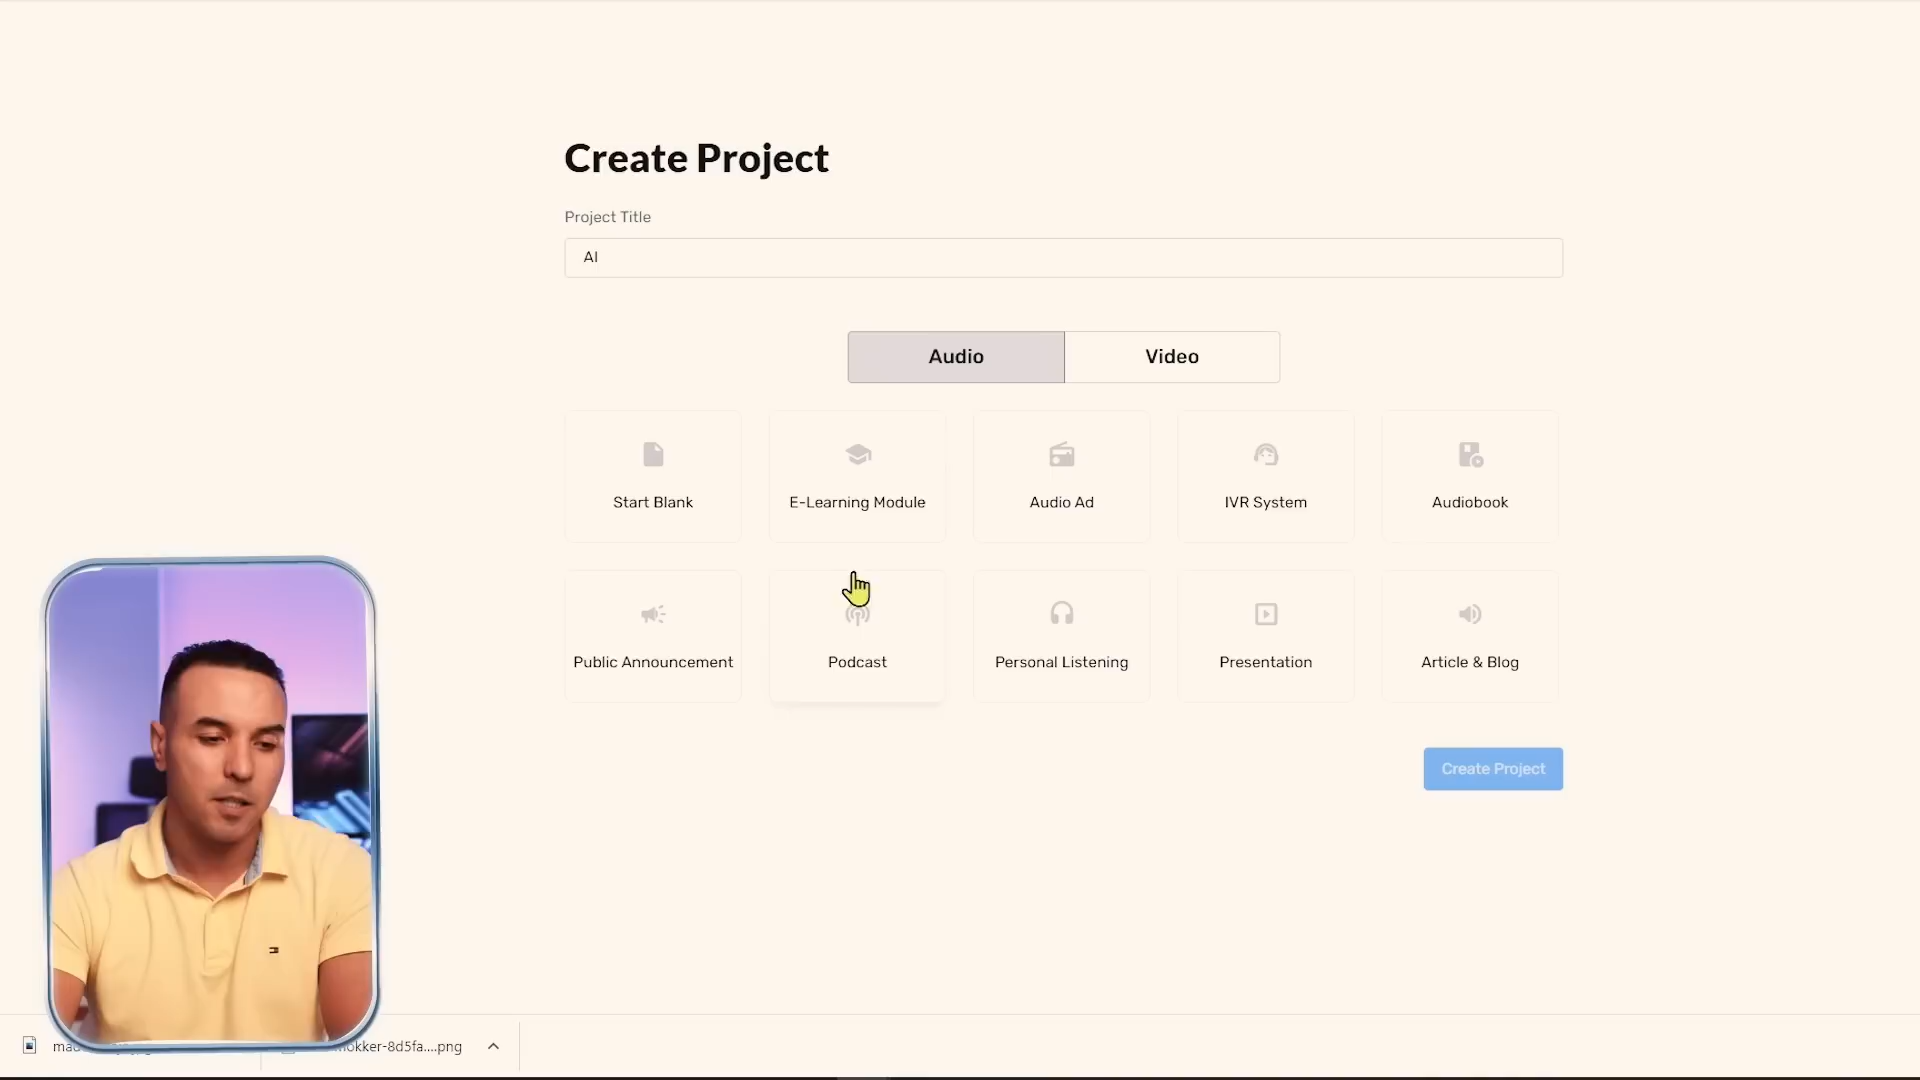 Create Project
Project Title
AI
Audio Video
Start Blank E-Learning Module Audio Ad IVR System Audiobook
Public Announcement Podcast Personal Listening Presentation Article & Blog
Create Project
okker-8d5fa....png